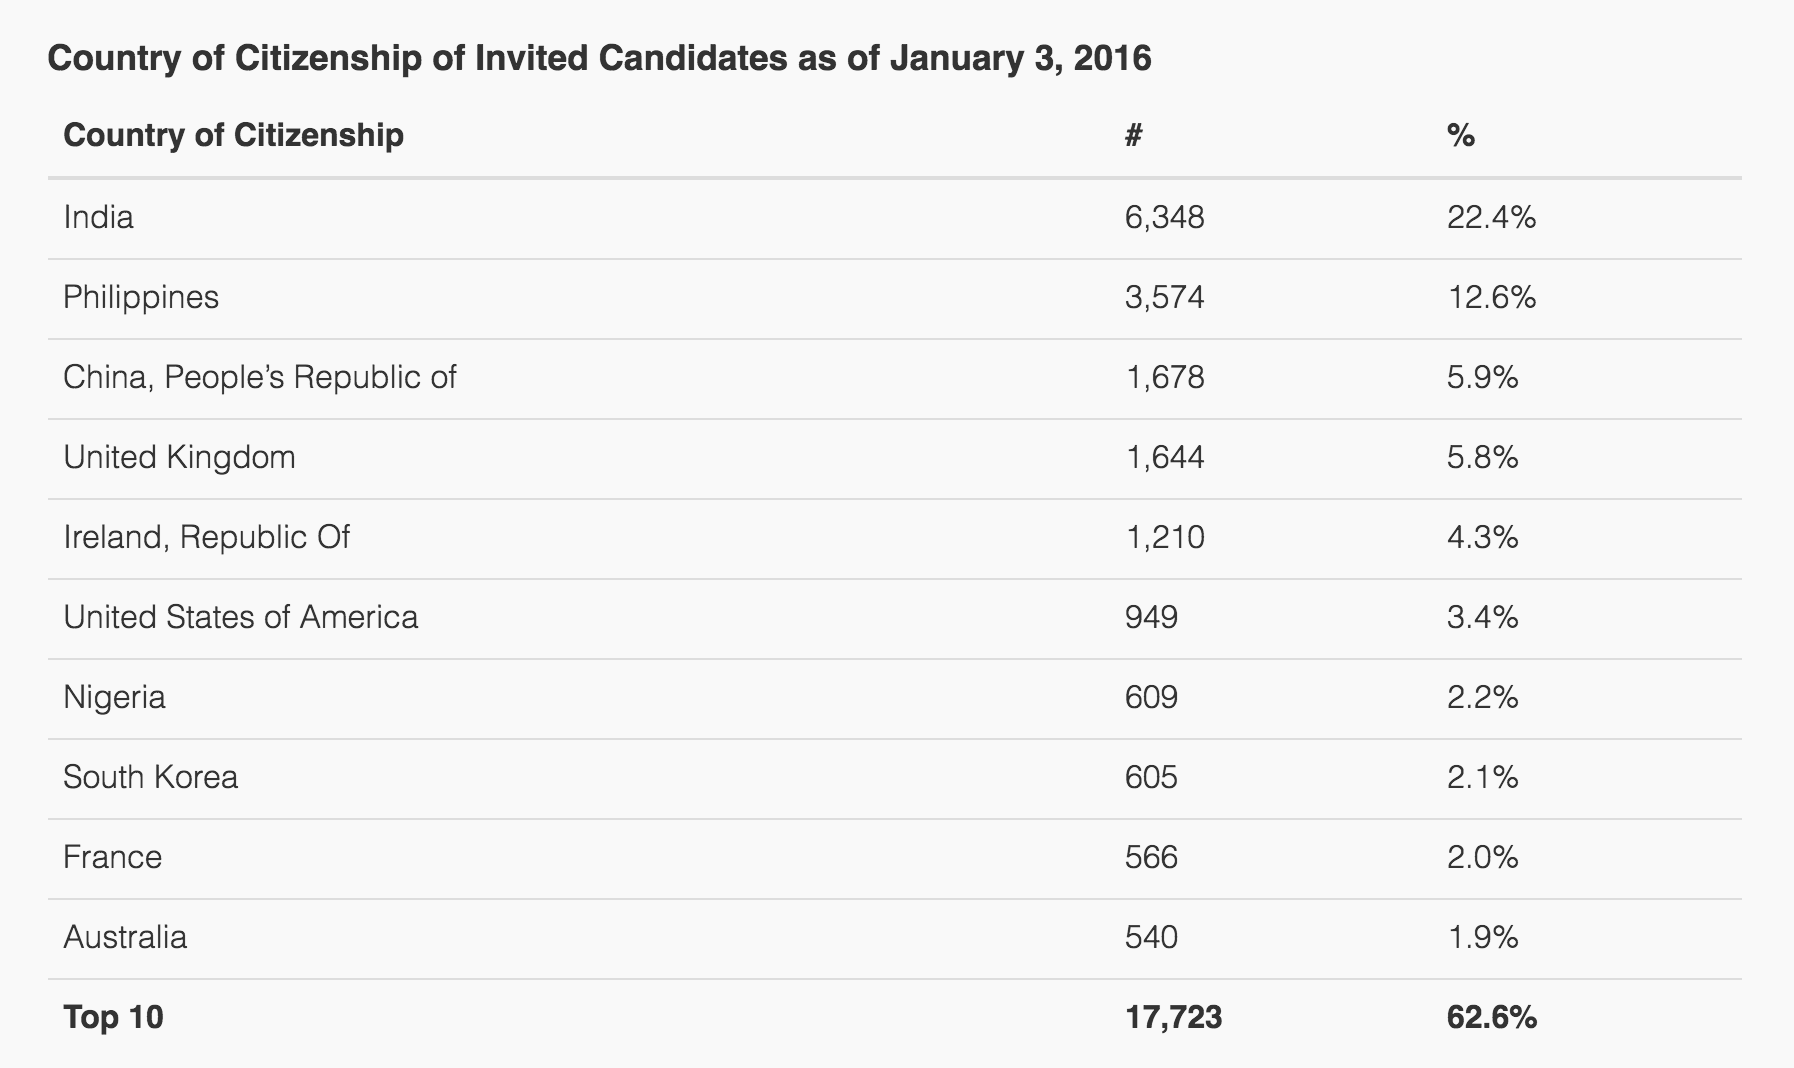 Country of Citizenship of Invited Candidates as of January 3, 2016
Country of Citizenship # %
India 6,348 22.4%
Philippines 3,574 12.6%
China, People’s Republic of 1,678 5.9%
United Kingdom 1,644 5.8%
Ireland, Republic Of 1,210 4.3%
United States of America 949 3.4%
Nigeria 609 2.2%
South Korea 605 2.1%
France 566 2.0%
Australia 540 1.9%
Top 10 17,723 62.6%